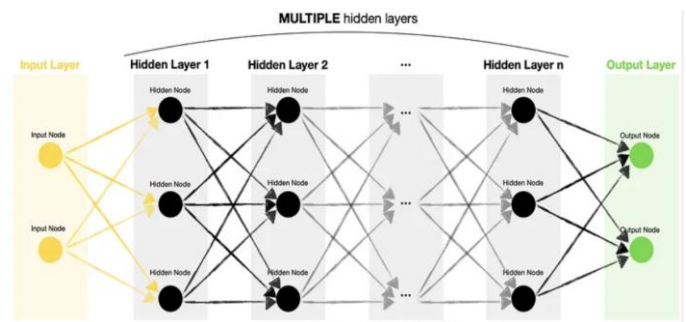 MULTIPLE hidden layers
Input Layer
Hidden Layer 1
Hidden Layer 2
...
Hidden Layer n
Output Layer
Hidden Node
Hidden Node
Hidden Node
...
Input Node
Output Node
Hidden Node
Hidden Node
Hidden Node
...
Input Node
Output Node
Hidden Node
Hidden Node
Hidden Node
...